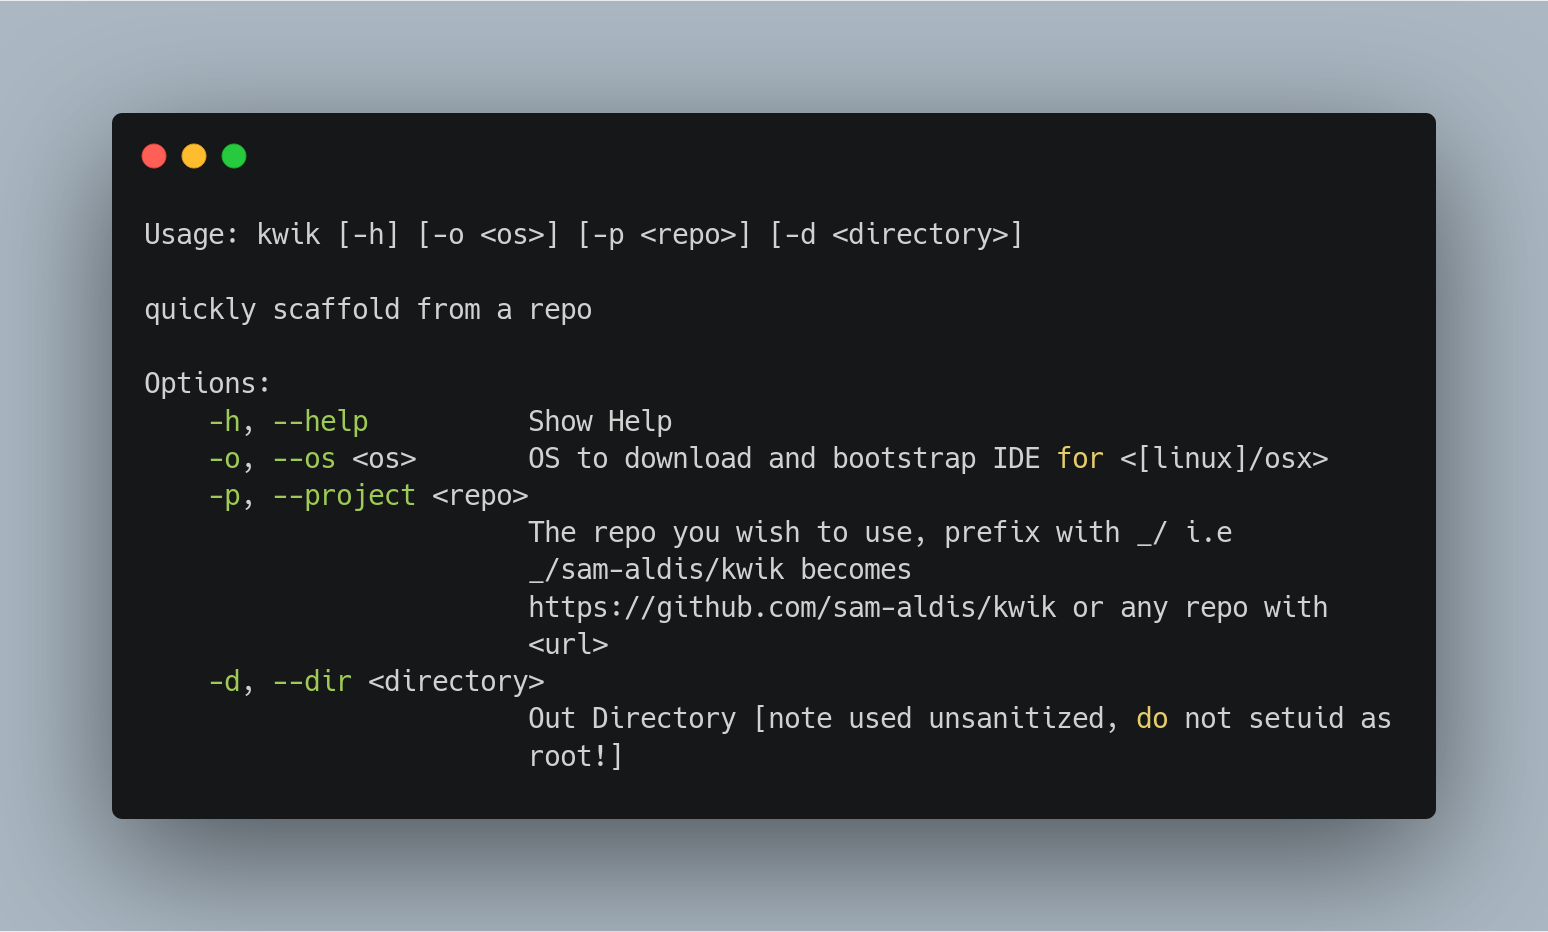 Usage: kwik [-h] [-o <os>] [-p <repo>] [-d <directory>]
quickly scaffold from a repo
Options:
-h, --help Show Help
-o, --os <os> OS to download and bootstrap IDE for <[linux]/osx>
-p, --project <repo>
The repo you wish to use, prefix with _/ i.e
_/sam-aldis/kwik becomes
https://github.com/sam-aldis/kwik or any repo with
<url>
-d, --dir <directory>
Out Directory [note used unsanitized, do not setuid as
root!]